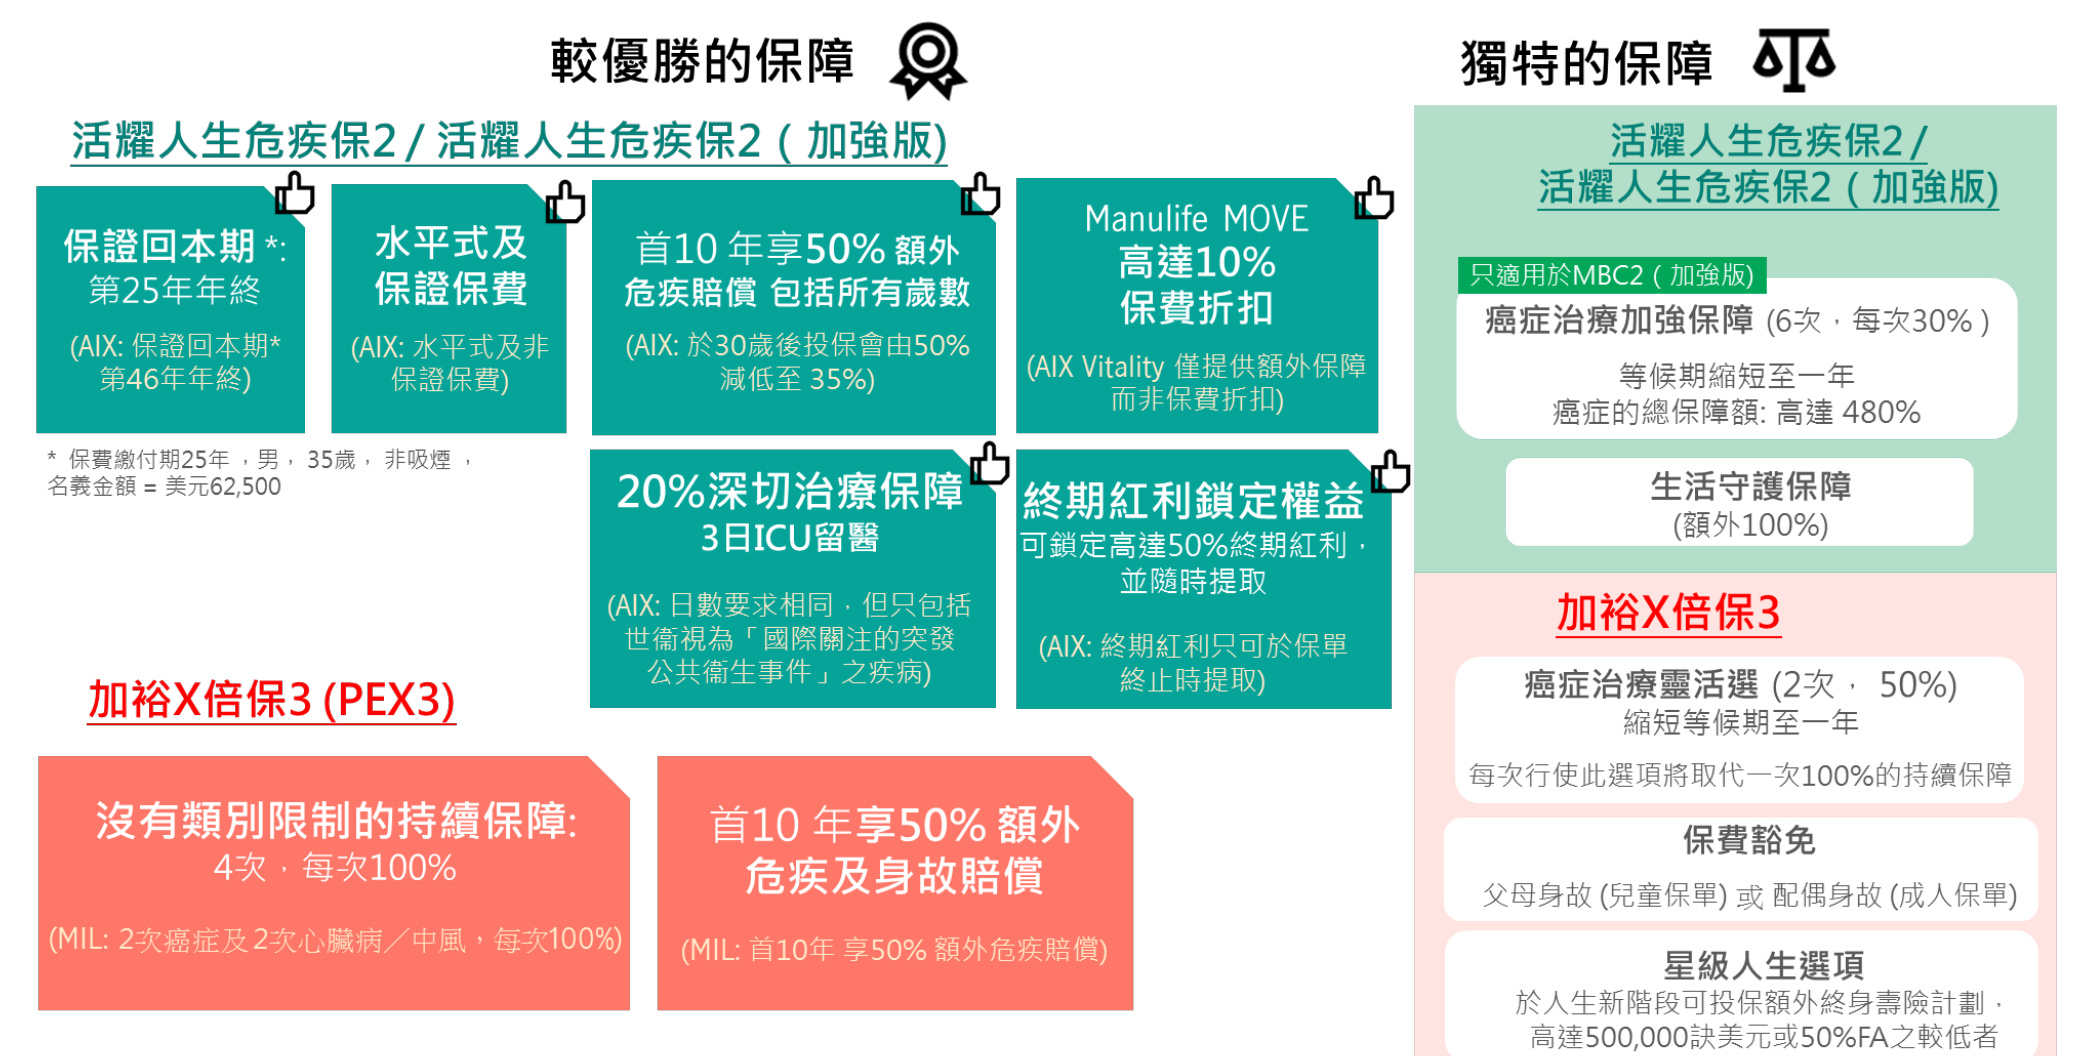 較優勝的保障
活耀人生危疾保2 / 活耀人生危疾保2 ( 加強版)
保證回本期 *:
第25年年終
(AIX: 保證回本期*
第46年年終)
水平式及
保證保費
(AIX: 水平式及非
保證保費)
首10 年享50% 額外
危疾賠償 包括所有歲數
(AIX: 於30歲後投保會由50%
減低至 35%)
Manulife MOVE
高達10%
保費折扣
(AIX Vitality 僅提供額外保障
而非保費折扣)
* 保費繳付期25年 ，男， 35歲， 非吸煙 ，
名義金額 = 美元62,500
20%深切治療保障
3日ICU留醫
(AIX: 日數要求相同，但只包括
世衞視為「國際關注的突發
公共衞生事件」之疾病)
終期紅利鎖定權益
可鎖定高達50%終期紅利，
並隨時提取
(AIX: 終期紅利只可於保單
終止時提取)
加裕X倍保3 (PEX3)
沒有類別限制的持續保障:
4次，每次100%
(MIL: 2次癌症及2次心臟病／中風，每次100%)
首10 年享50% 額外
危疾及身故賠償
(MIL: 首10年 享50% 額外危疾賠償)
獨特的保障
活耀人生危疾保2 /
活耀人生危疾保2 ( 加強版)
只適用於MBC2 ( 加強版)
癌症治療加強保障 (6次，每次30% )
等候期縮短至一年
癌症的總保障額: 高達 480%
生活守護保障
(額外100%)
加裕X倍保3
癌症治療靈活選 (2次， 50%)
縮短等候期至一年
每次行使此選項將取代一次100%的持續保障
保費豁免
父母身故 (兒童保單) 或 配偶身故 (成人保單)
星級人生選項
於人生新階段可投保額外終身壽險計劃，
高達500,000訣美元或50%FA之較低者